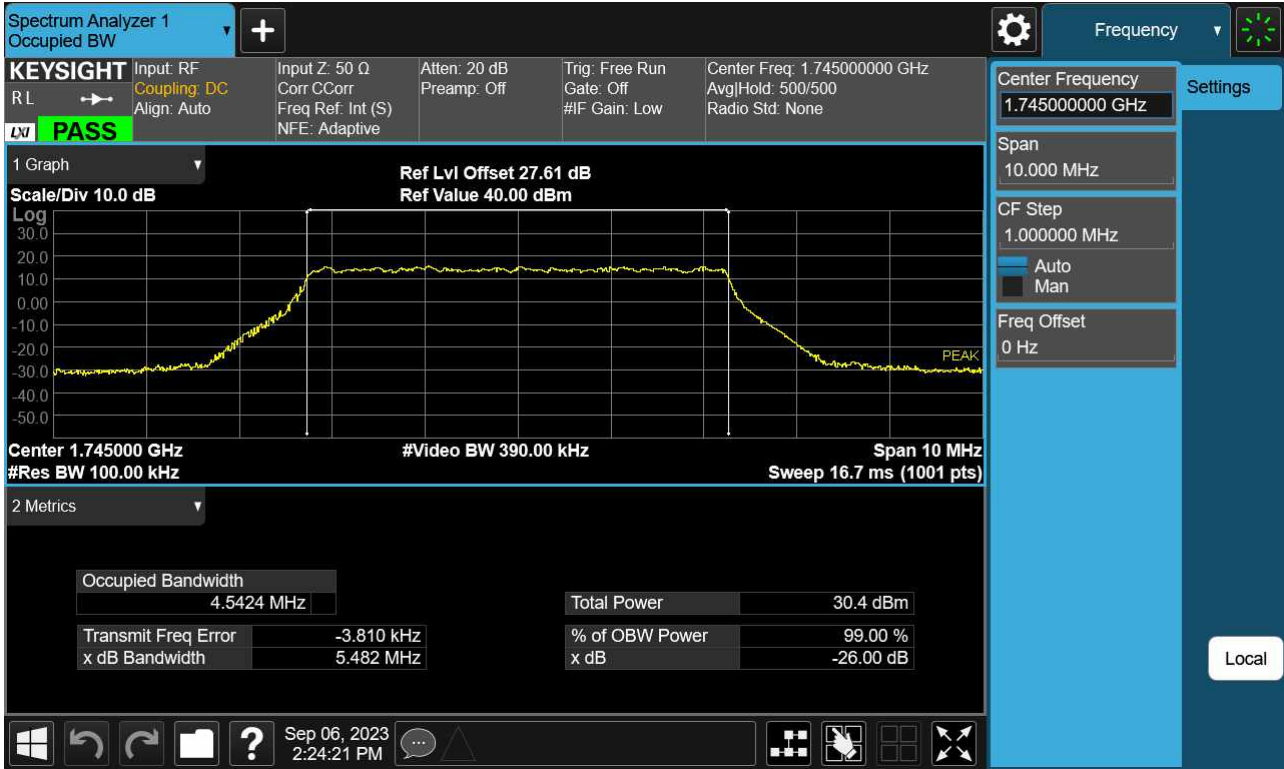 Spectrum Analyzer 1
Occupied BW
Frequency
KEYSIGHT
RL
LXI PASS
Input: RF
Coupling: DC
Align: Auto
Input Z: 50 Ω
Corr CCorr
Freq Ref: Int (S)
NFE: Adaptive
Atten: 20 dB
Preamp: Off
Trig: Free Run
Gate: Off
#IF Gain: Low
Center Freq: 1.745000000 GHz
Avg|Hold: 500/500
Radio Std: None
Center Frequency
1.745000000 GHz
Settings
Span
10.000 MHz
CF Step
1.000000 MHz
Auto
Man
Freq Offset
0 Hz
Local
1 Graph
Scale/Div 10.0 dB
Ref Lvl Offset 27.61 dB
Ref Value 40.00 dBm
Log
30.0
20.0
10.0
0.00
-10.0
-20.0
-30.0
-40.0
-50.0
PEAK
Center 1.745000 GHz
#Video BW 390.00 kHz
Span 10 MHz
#Res BW 100.00 kHz
Sweep 16.7 ms (1001 pts)
2 Metrics
Occupied Bandwidth
4.5424 MHz
Total Power 30.4 dBm
Transmit Freq Error -3.810 kHz
% of OBW Power 99.00 %
x dB Bandwidth 5.482 MHz
x dB -26.00 dB
?
Sep 06, 2023
2:24:21 PM